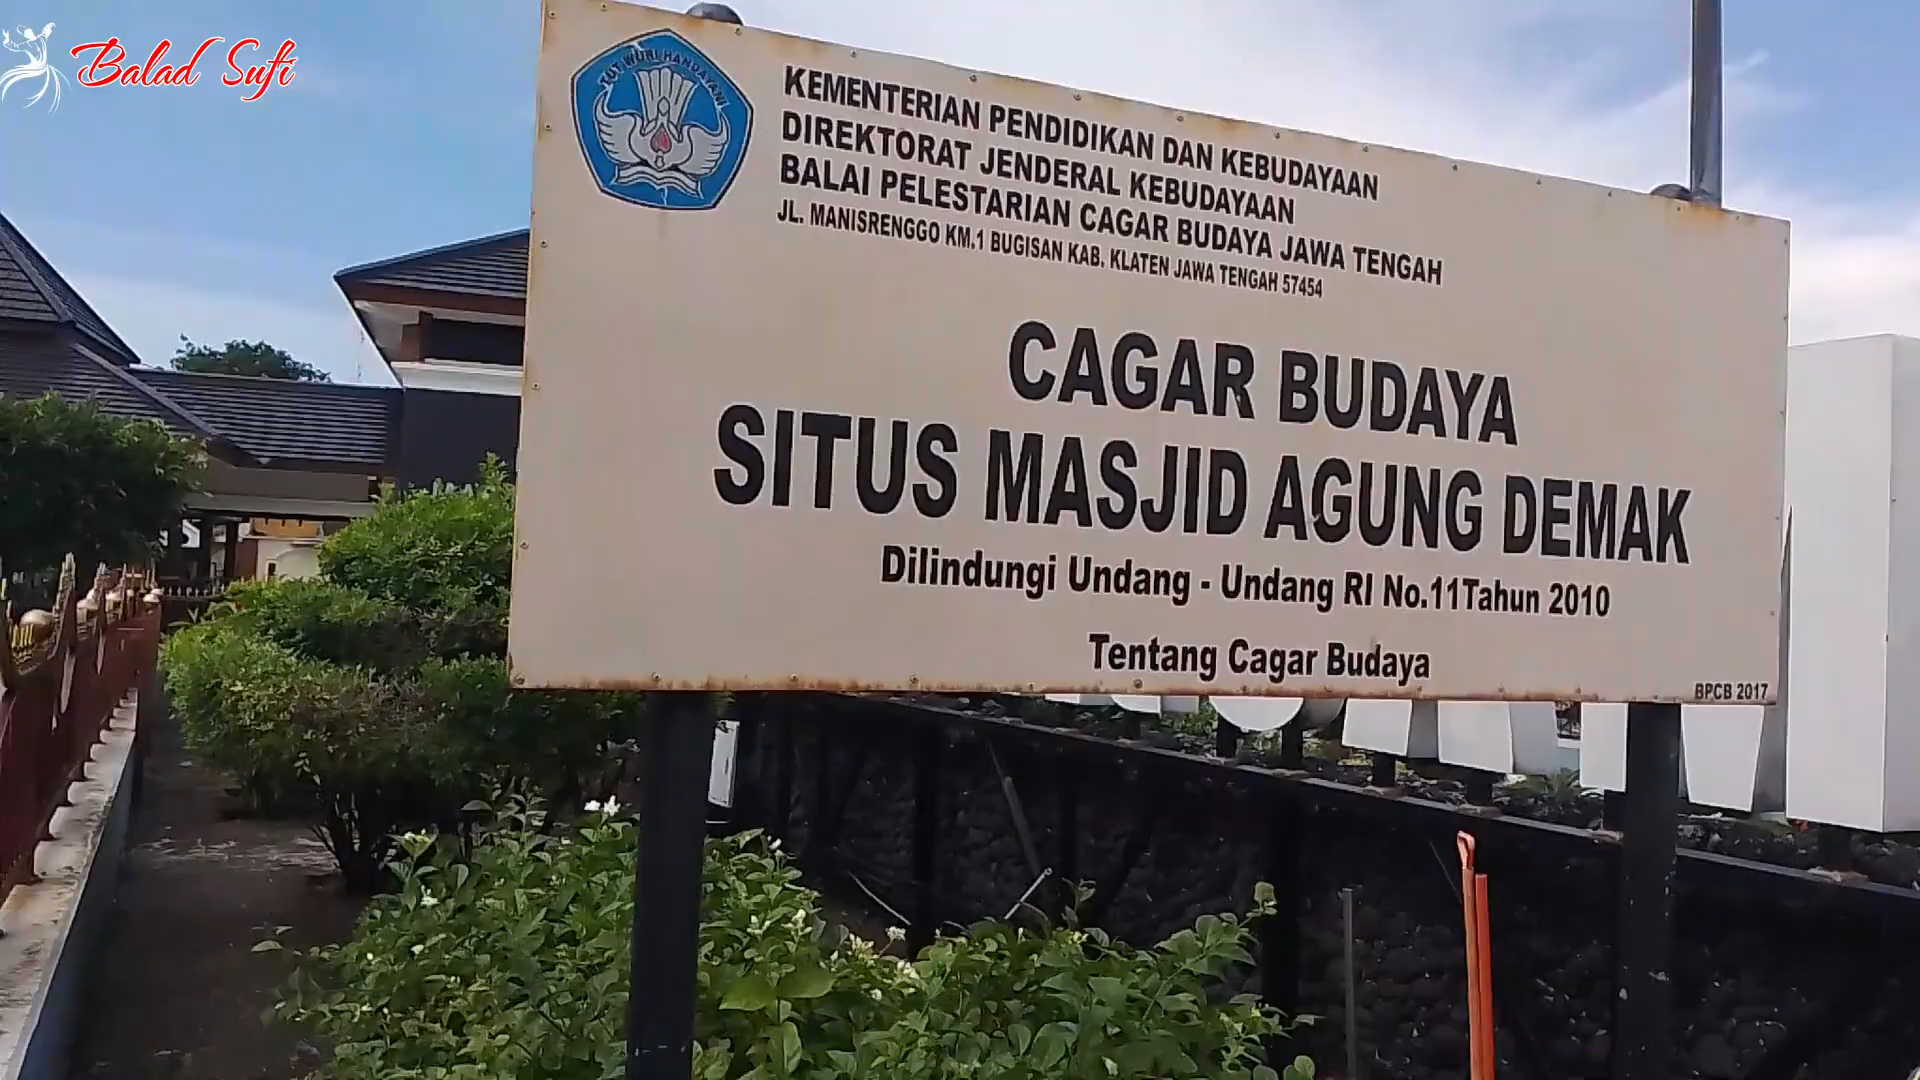 Balad Sufi
TUT WURI HANDAYANI
KEMENTERIAN PENDIDIKAN DAN KEBUDAYAAN
DIREKTORAT JENDERAL KEBUDAYAAN
BALAI PELESTARIAN CAGAR BUDAYA JAWA TENGAH
JL. MANISRENGGO KM.1 BUGISAN KAB. KLATEN JAWA TENGAH 57454
CAGAR BUDAYA
SITUS MASJID AGUNG DEMAK
Dilindungi Undang - Undang RI No.11Tahun 2010
Tentang Cagar Budaya
BPCB 2017